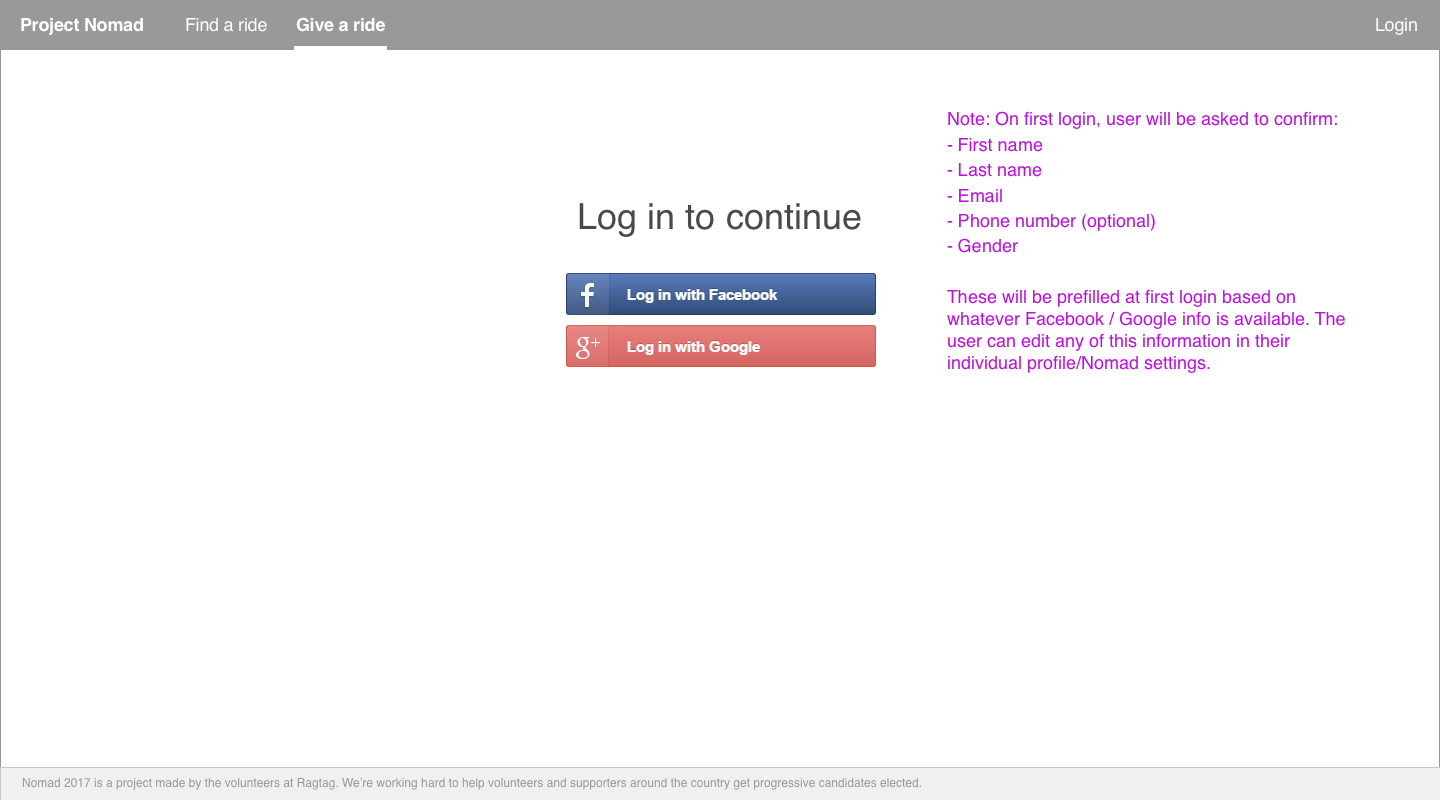 Project Nomad
Find a ride
Give a ride
Login
Log in to continue
f
Log in with Facebook
g+
Log in with Google
Note: On first login, user will be asked to confirm:
- First name
- Last name
- Email
- Phone number (optional)
- Gender
These will be prefilled at first login based on
whatever Facebook / Google info is available. The
user can edit any of this information in their
individual profile/Nomad settings.
Nomad 2017 is a project made by the volunteers at Ragtag. We’re working hard to help volunteers and supporters around the country get progressive candidates elected.